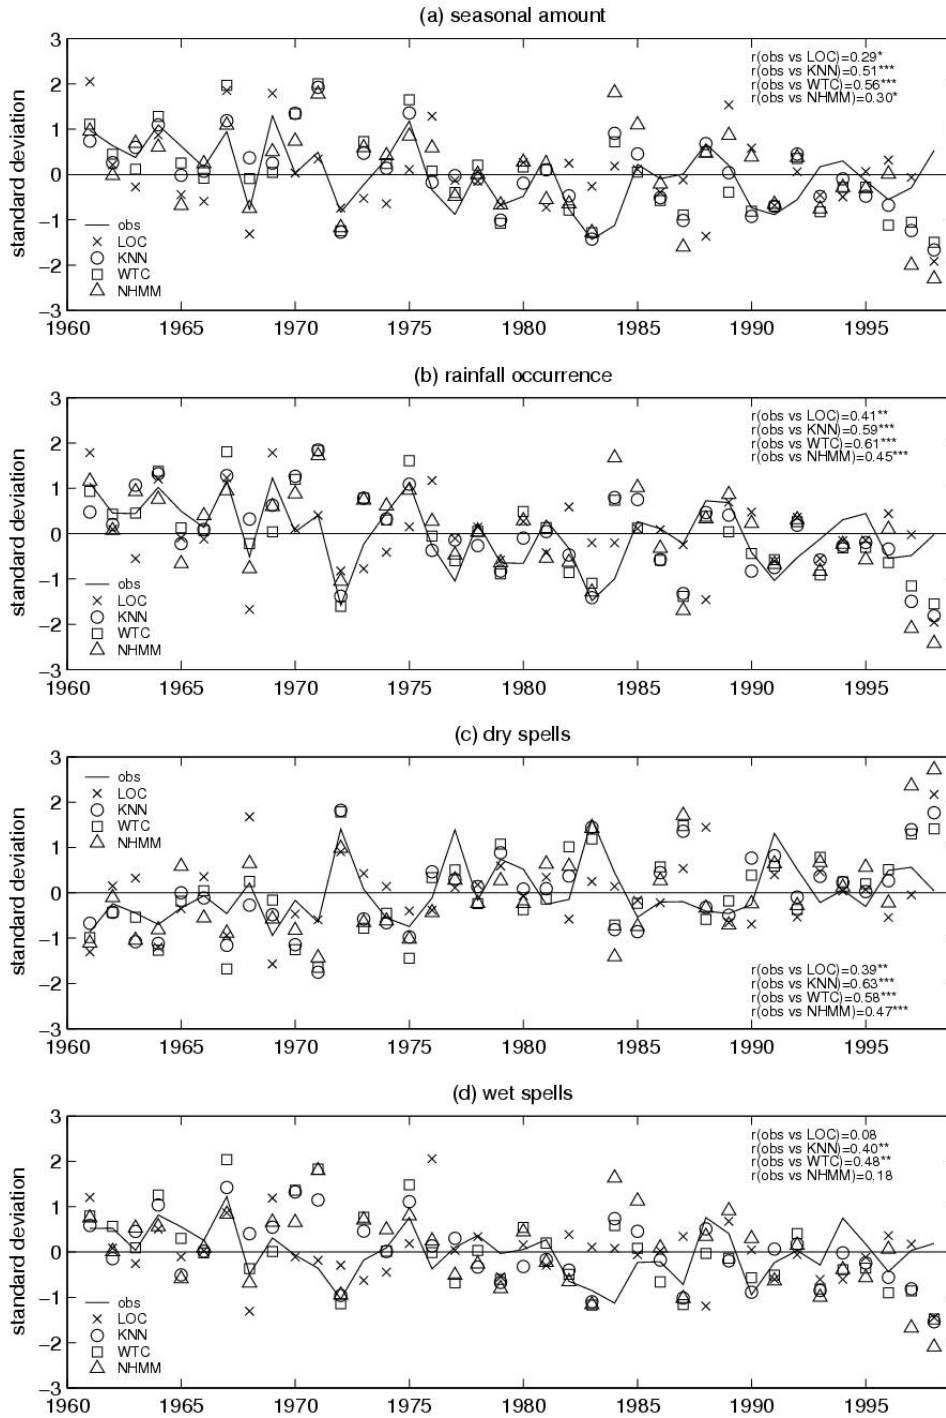 (a) seasonal amount
3
r(obs vs LOC)=0.29*
r(obs vs KNN)=0.51***
r(obs vs WTC)=0.56***
r(obs vs NHMM)=0.30*
2
1
0
−1
−2
−3
standard deviation
obs
LOC
KNN
WTC
NHMM
1960 1965 1970 1975 1980 1985 1990 1995
(b) rainfall occurrence
3
r(obs vs LOC)=0.41**
r(obs vs KNN)=0.59***
r(obs vs WTC)=0.61***
r(obs vs NHMM)=0.45***
2
1
0
−1
−2
−3
standard deviation
obs
LOC
KNN
WTC
NHMM
1960 1965 1970 1975 1980 1985 1990 1995
(c) dry spells
3
2
1
0
−1
−2
−3
standard deviation
obs
LOC
KNN
WTC
NHMM
r(obs vs LOC)=0.39**
r(obs vs KNN)=0.63***
r(obs vs WTC)=0.58***
r(obs vs NHMM)=0.47***
1960 1965 1970 1975 1980 1985 1990 1995
(d) wet spells
3
r(obs vs LOC)=0.08
r(obs vs KNN)=0.40**
r(obs vs WTC)=0.48**
r(obs vs NHMM)=0.18
2
1
0
−1
−2
−3
standard deviation
obs
LOC
KNN
WTC
NHMM
1960 1965 1970 1975 1980 1985 1990 1995